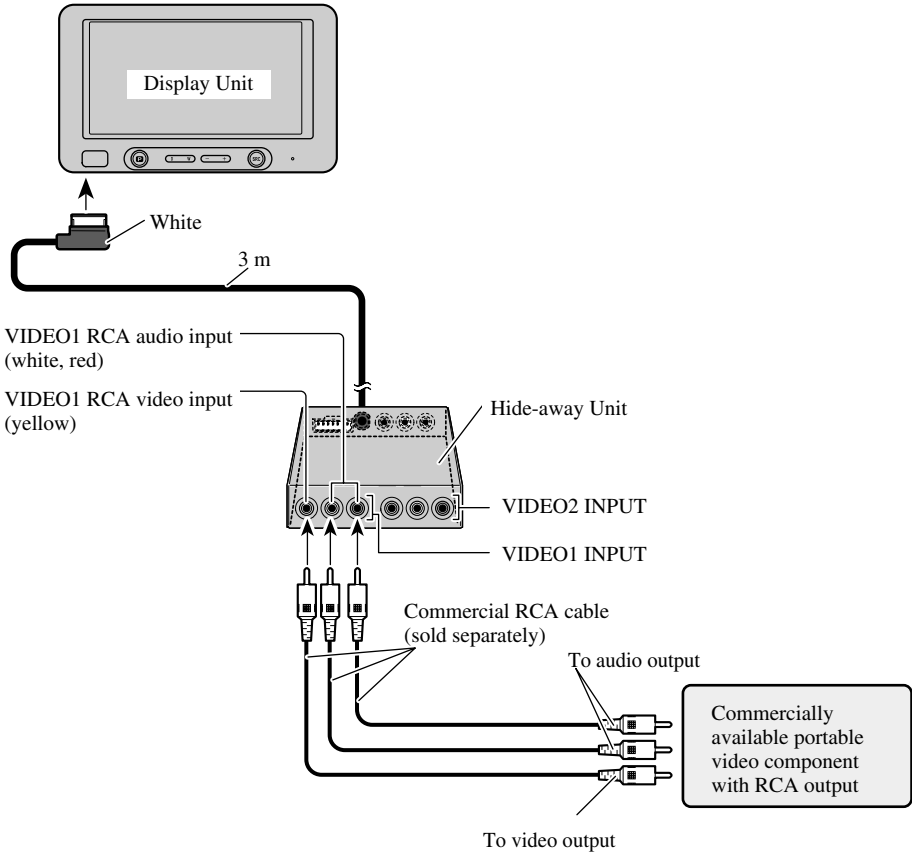 Display Unit
SRC
White
3 m
VIDEO1 RCA audio input
(white, red)
VIDEO1 RCA video input
(yellow)
Hide-away Unit
VIDEO2 INPUT
VIDEO1 INPUT
Commercial RCA cable
(sold separately)
To audio output
Commercially
available portable
video component
with RCA output
To video output